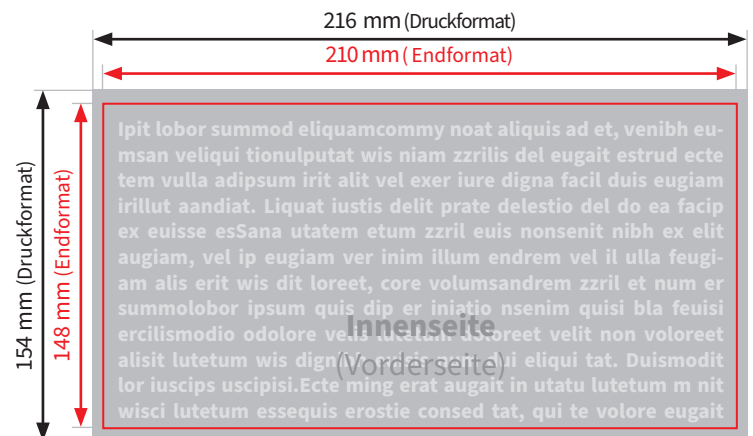 216 mm (Druckformat)
210 mm ( Endformat)
154 mm (Druckformat)
148 mm (Endformat)
Ipit lobor summod eliquamcommy noat aliquis ad et, venibh eu-
msan veliqui tionulputat wis niam zzrilis del eugait estrud ecte
tem vulla adipsum irit alit vel exer iure digna facil duis eugiam
irillut aandiat. Liquat iustis delit prate delestio del do ea facip
ex euisse esSana utatem etum zzril euis nonsenit nibh ex elit
augiam, vel ip eugiam ver inim illum endrem vel il ulla feugi-
am alis erit wis dit loreet, core volumsandrem zzril et num er
summolobor ipsum quis dip er iniatio nsenim quisi bla feuisi
ercilismodio odolore oreet velit non voloreet
Innenseite
alisit lutetum wis eliqui tat. Duismodit
(Vorderseite)
lor iuscips uscipisi.Ecte ming erat augait in utatu lutetum m nit
wisci lutetum essequis erostie consed tat, qui te volore eugait